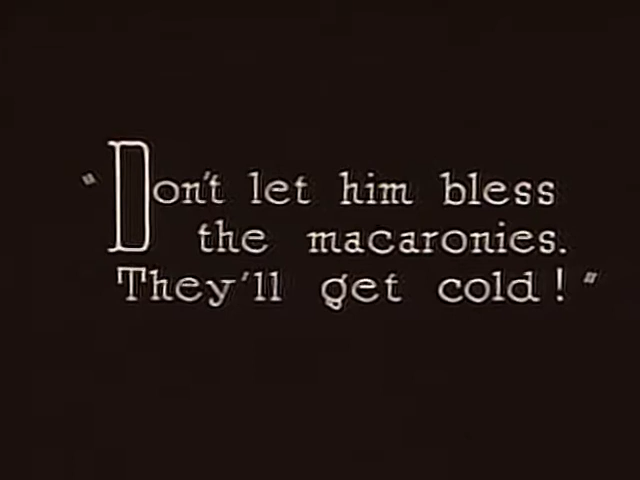 "Don't let him bless
the macaronies.
They'll get cold!"